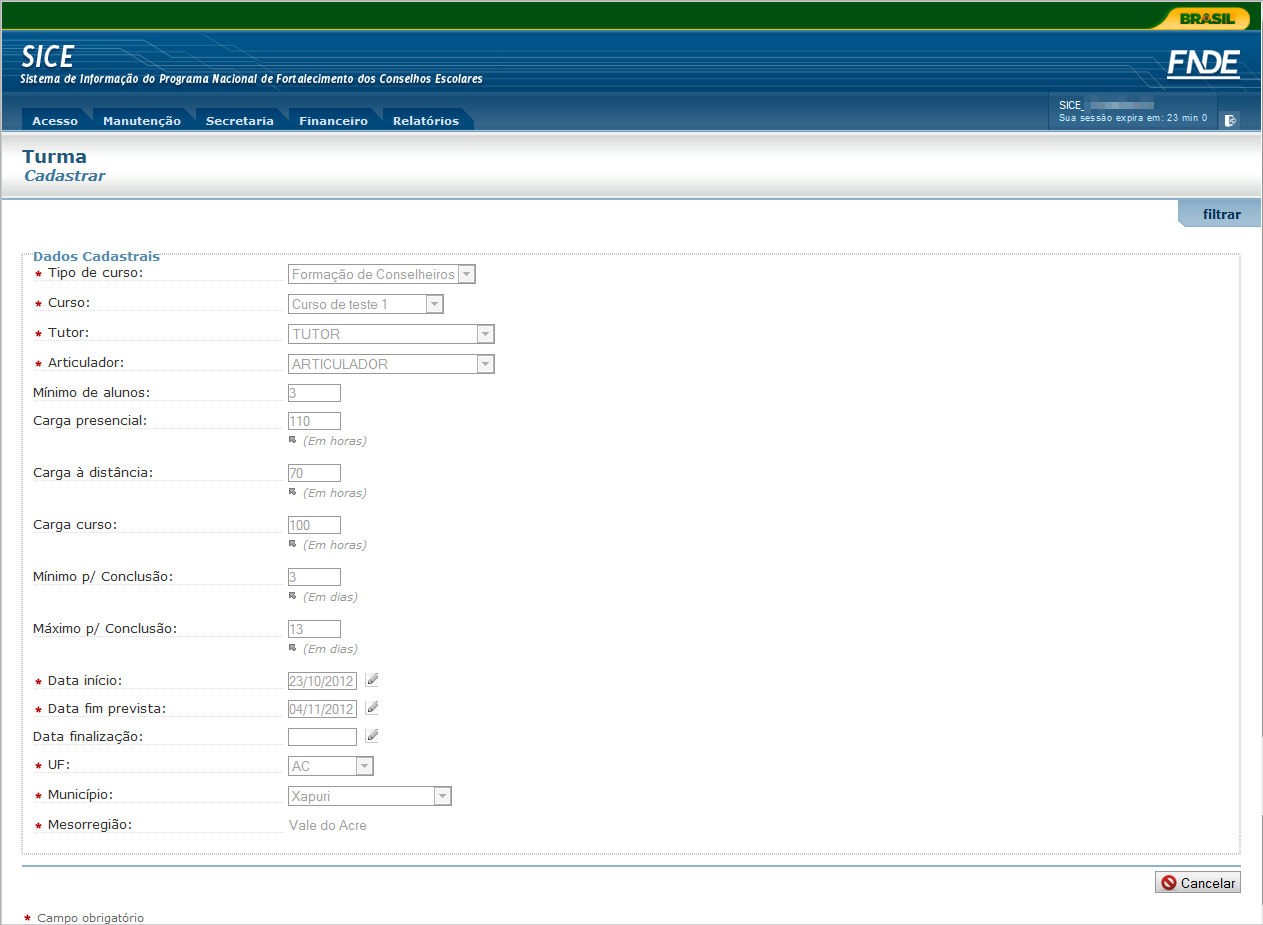 BRASIL
SICE
Sistema de Informação do Programa Nacional de Fortalecimento dos Conselhos Escolares
FNDE
Acesso Manutenção Secretaria Financeiro Relatórios
SICE_
Sua sessão expira em: 23 min 0
Turma
Cadastrar
filtrar
Dados Cadastrais
* Tipo de curso: Formação de Conselheiros
* Curso: Curso de teste 1
* Tutor: TUTOR
* Articulador: ARTICULADOR
Mínimo de alunos: 3
Carga presencial: 110
(Em horas)
Carga à distância: 70
(Em horas)
Carga curso: 100
(Em horas)
Mínimo p/ Conclusão: 3
(Em dias)
Máximo p/ Conclusão: 13
(Em dias)
* Data início: 23/10/2012
* Data fim prevista: 04/11/2012
Data finalização:
* UF: AC
* Município: Xapuri
* Mesorregião: Vale do Acre
Cancelar
* Campo obrigatório